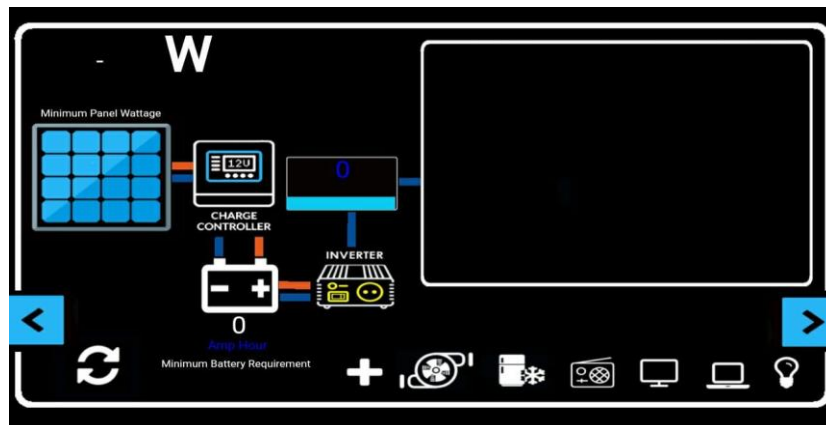 - W
Minimum Panel Wattage
12V
0
CHARGE
CONTROLLER
INVERTER
0
Amp Hour
Minimum Battery Requirement